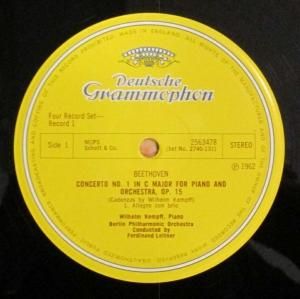 Deutsche
Grammophon
Four Record Set—
Record 1
Side 1
MCPS
Schott & Co.
2563478
(Set No. 2740-131)
STEREO
℗ 1962
BEETHOVEN
CONCERTO NO. 1 IN C MAJOR FOR PIANO AND
ORCHESTRA, OP. 15
(Cadenzas by Wilhelm Kempff)
1. Allegro con brio
Wilhelm Kempff, Piano
Berlin Philharmonic Orchestra
Conducted by
Ferdinand Leitner